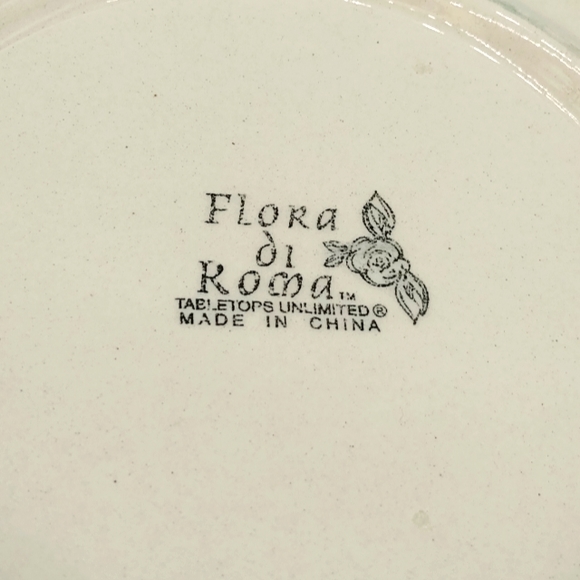 Flora
di
Roma™
TABLETOPS UNLIMITED®
MADE IN CHINA